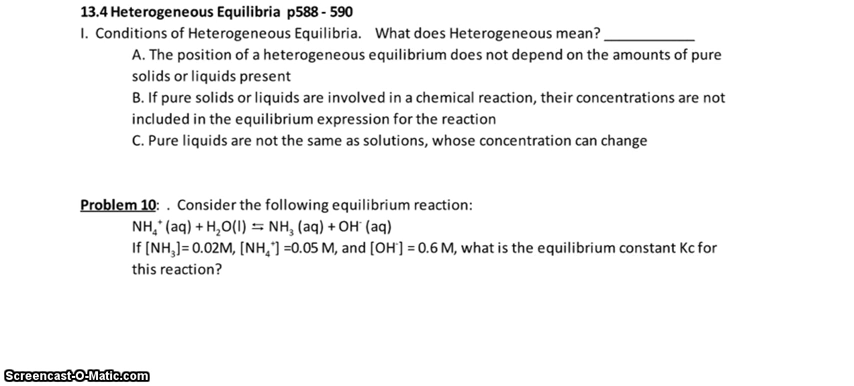 13.4 Heterogeneous Equilibria p588 - 590
I. Conditions of Heterogeneous Equilibria. What does Heterogeneous mean? ____________
A. The position of a heterogeneous equilibrium does not depend on the amounts of pure
solids or liquids present
B. If pure solids or liquids are involved in a chemical reaction, their concentrations are not
included in the equilibrium expression for the reaction
C. Pure liquids are not the same as solutions, whose concentration can change
Problem 10: . Consider the following equilibrium reaction:
NH₄⁺ (aq) + H₂O(l) ⇋ NH₃ (aq) + OH⁻ (aq)
If [NH₃]= 0.02M, [NH₄⁺] =0.05 M, and [OH⁻] = 0.6 M, what is the equilibrium constant Kc for
this reaction?
Screencast-O-Matic.com